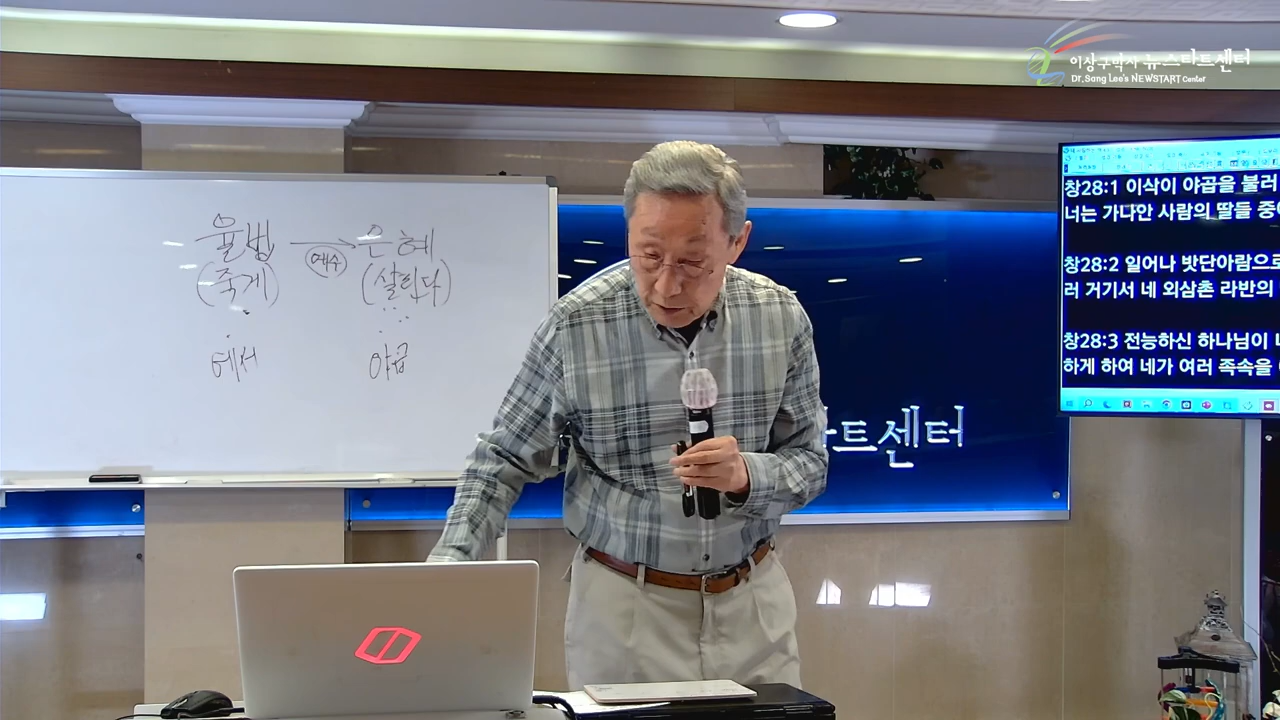 이상구박사 뉴스타트센터
Dr. Sang Lee's NEWSTART Center
율법 → 은혜
예수
(죽게) (살린다)
에서 야곱
타트센터
창28:1 이삭이 야곱을 불러
너는 가나안 사람의 딸들 중에
창28:2 일어나 밧단아람으로
러 거기서 네 외삼촌 라반의
창28:3 전능하신 하나님이
하게 하여 네가 여러 족속을